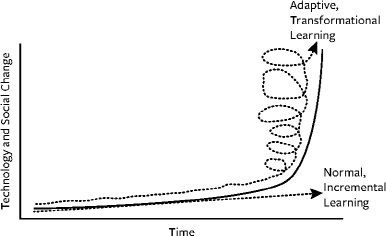 Adaptive,
Transformational
Learning
Technology and Social Change
Normal,
Incremental
Learning
Time